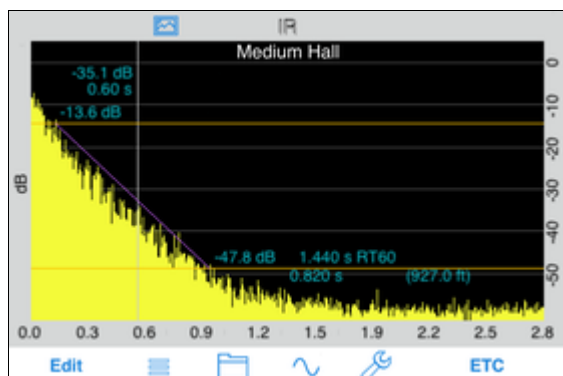 IR
Medium Hall
-35.1 dB
0.60 s
-13.6 dB
0
-10
-20
-30
-40
-50
dB
-47.8 dB 1.440 s RT60
0.820 s (927.0 ft)
0.0 0.3 0.6 0.9 1.2 1.5 1.9 2.2 2.5 2.8
Edit ETC